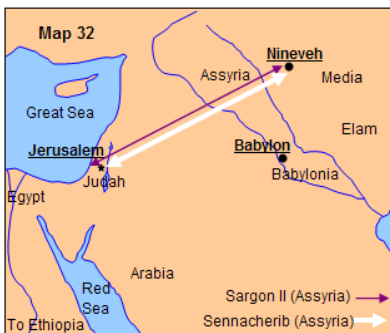 Map 32
Nineveh
Assyria
Media
Great Sea
Elam
Jerusalem
Babylon
Judah
Babylonia
Egypt
Arabia
Red
Sea
Sargon II (Assyria)
To Ethiopia
Sennacherib (Assyria)